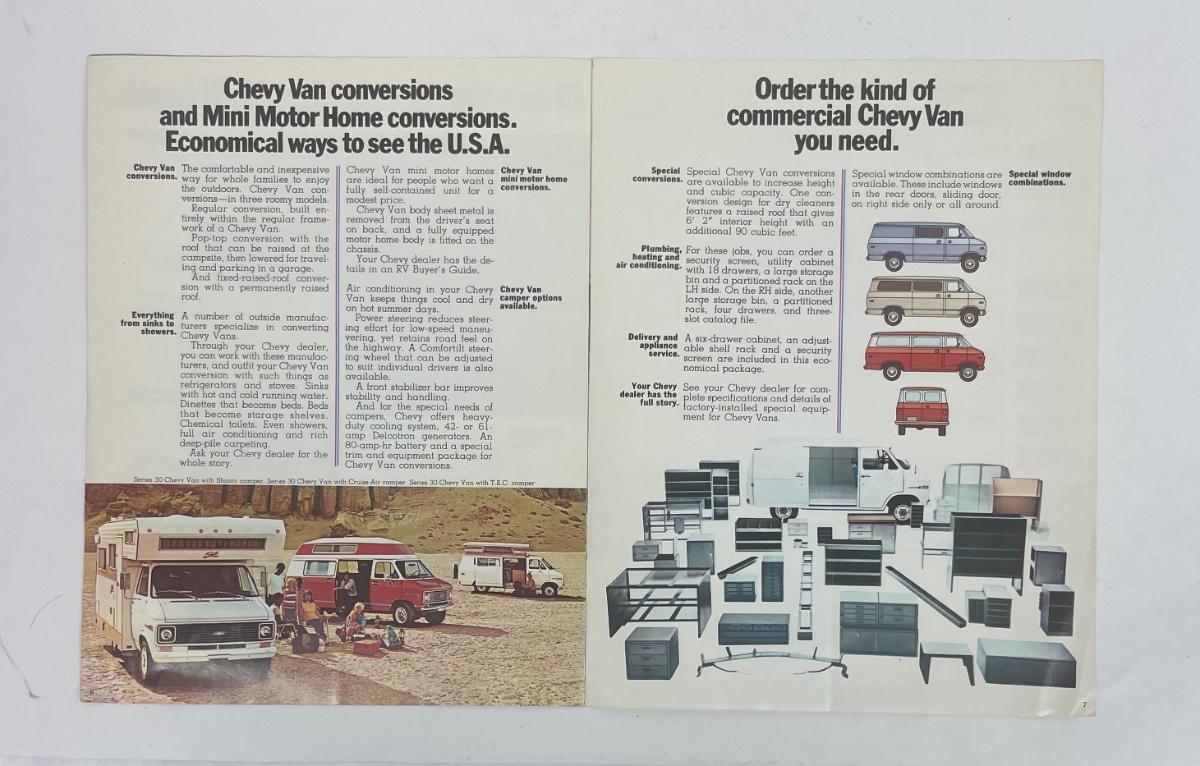 Chevy Van conversions
and Mini Motor Home conversions.
Economical ways to see the U.S.A.
Chevy Van
conversions.
The comfortable and inexpensive
way for whole families to enjoy
the outdoors. Chevy Van con-
versions—in three roomy models.
Regular conversion, built en-
tirely within the regular frame-
work of a Chevy Van.
Pop-top conversion with the
roof that can be raised at the
campsite, then lowered for travel-
ing and parking in a garage.
And fixed-raised-roof conver-
sion with a permanently raised
roof.
Everything
from sinks to
showers.
A number of outside manufac-
turers specialize in converting
Chevy Vans.
Through your Chevy dealer,
you can work with these manufac-
turers, and outfit your Chevy Van
conversion with such things as
refrigerators and stoves. Sinks
with hot and cold running water.
Dinettes that become beds. Beds
that become storage shelves.
Chemical toilets. Even showers,
full air conditioning and rich
deep-pile carpeting.
Ask your Chevy dealer for the
whole story.
Chevy Van
mini motor home
conversions.
Chevy Van mini motor homes
are ideal for people who want a
fully self-contained unit for a
modest price.
Chevy Van body sheet metal is
removed from the driver's seat
on back, and a fully equipped
motor home body is fitted on the
chassis.
Your Chevy dealer has the de-
tails in an RV Buyer's Guide.
Chevy Van
camper options
available.
Air conditioning in your Chevy
Van keeps things cool and dry
on hot summer days.
Power steering reduces steer-
ing effort for low-speed maneu-
vering, yet retains road feel on
the highway. A Comfortilt steer-
ing wheel that can be adjusted
to suit individual drivers is also
available.
A front stabilizer bar improves
stability and handling.
And for the special needs of
campers, Chevy offers heavy-
duty cooling system, 42- or 61-
amp Delcotron generators. An
80-amp-hr battery and a special
trim and equipment package for
Chevy Van conversions.
Series 30 Chevy Van with Shasta camper. Series 30 Chevy Van with Cruise-Air camper. Series 30 Chevy Van with T.E.C. camper
Order the kind of
commercial Chevy Van
you need.
Special
conversions.
Special Chevy Van conversions
are available to increase height
and cubic capacity. One con-
version design for dry cleaners
features a raised roof that gives
6' 2" interior height with an
additional 90 cubic feet.
Plumbing,
heating and
air conditioning.
For these jobs, you can order a
security screen, utility cabinet
with 18 drawers, a large storage
bin and a partitioned rack on the
LH side. On the RH side, another
large storage bin, a partitioned
rack, four drawers, and three-
slot catalog file.
Delivery and
appliance
service.
A six-drawer cabinet, an adjust-
able shelf rack and a security
screen are included in this eco-
nomical package.
Your Chevy
dealer has the
full story.
See your Chevy dealer for com-
plete specifications and details of
factory-installed special equip-
ment for Chevy Vans.
Special window
combinations.
Special window combinations are
available. These include windows
in the rear doors, sliding door,
on right side only or all around.
7